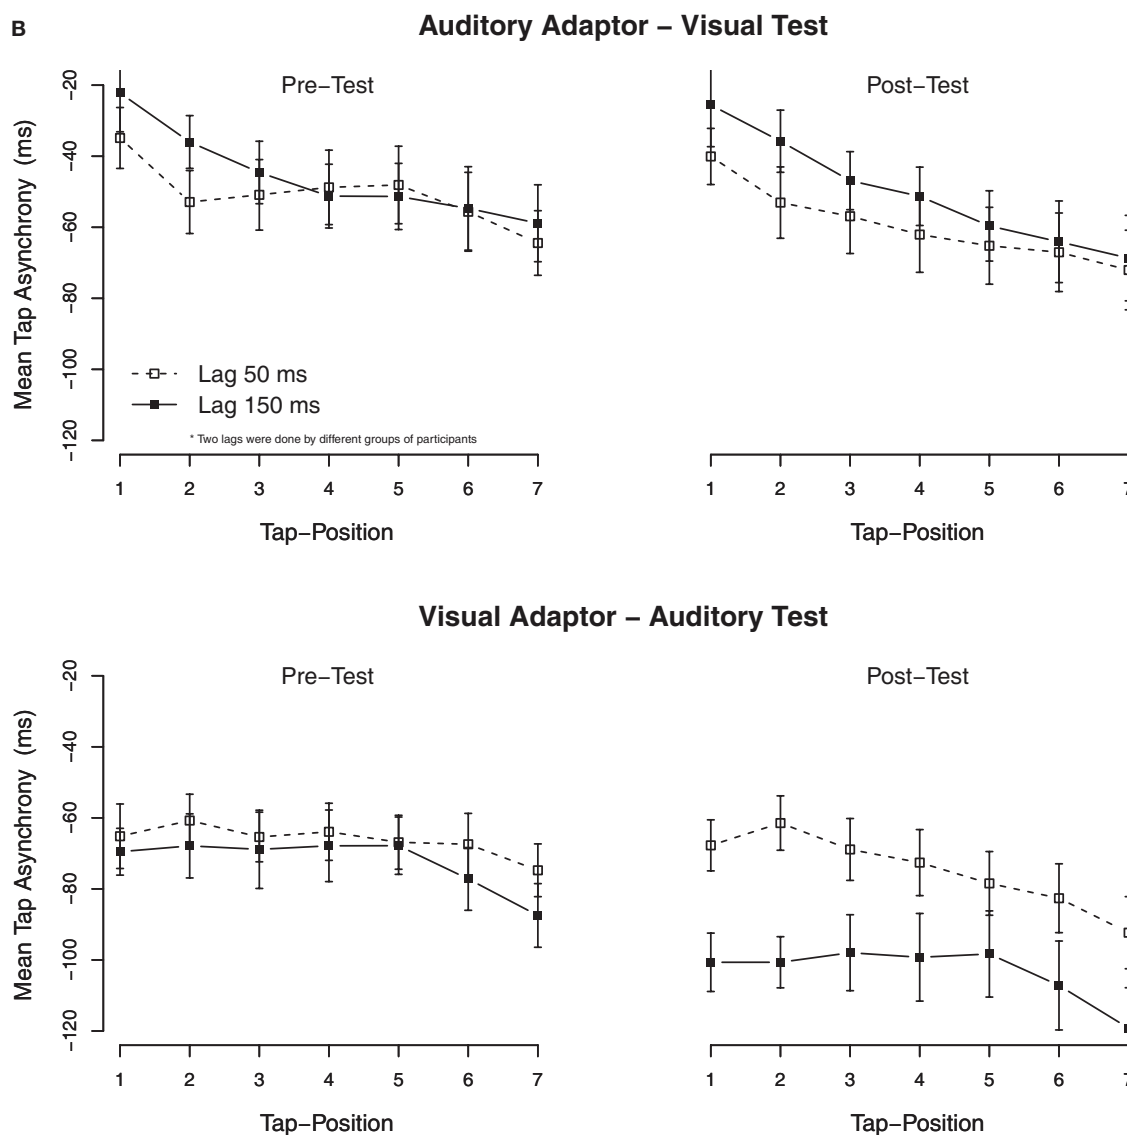 B
Auditory Adaptor – Visual Test
Pre–Test
Post–Test
Mean Tap Asynchrony (ms)
-20
-40
-60
-80
-100
-120
Lag 50 ms
Lag 150 ms
* Two lags were done by different groups of participants
1 2 3 4 5 6 7
1 2 3 4 5 6 7
Tap–Position
Tap–Position
Visual Adaptor – Auditory Test
Pre–Test
Post–Test
Mean Tap Asynchrony (ms)
-20
-40
-60
-80
-100
-120
1 2 3 4 5 6 7
1 2 3 4 5 6 7
Tap–Position
Tap–Position